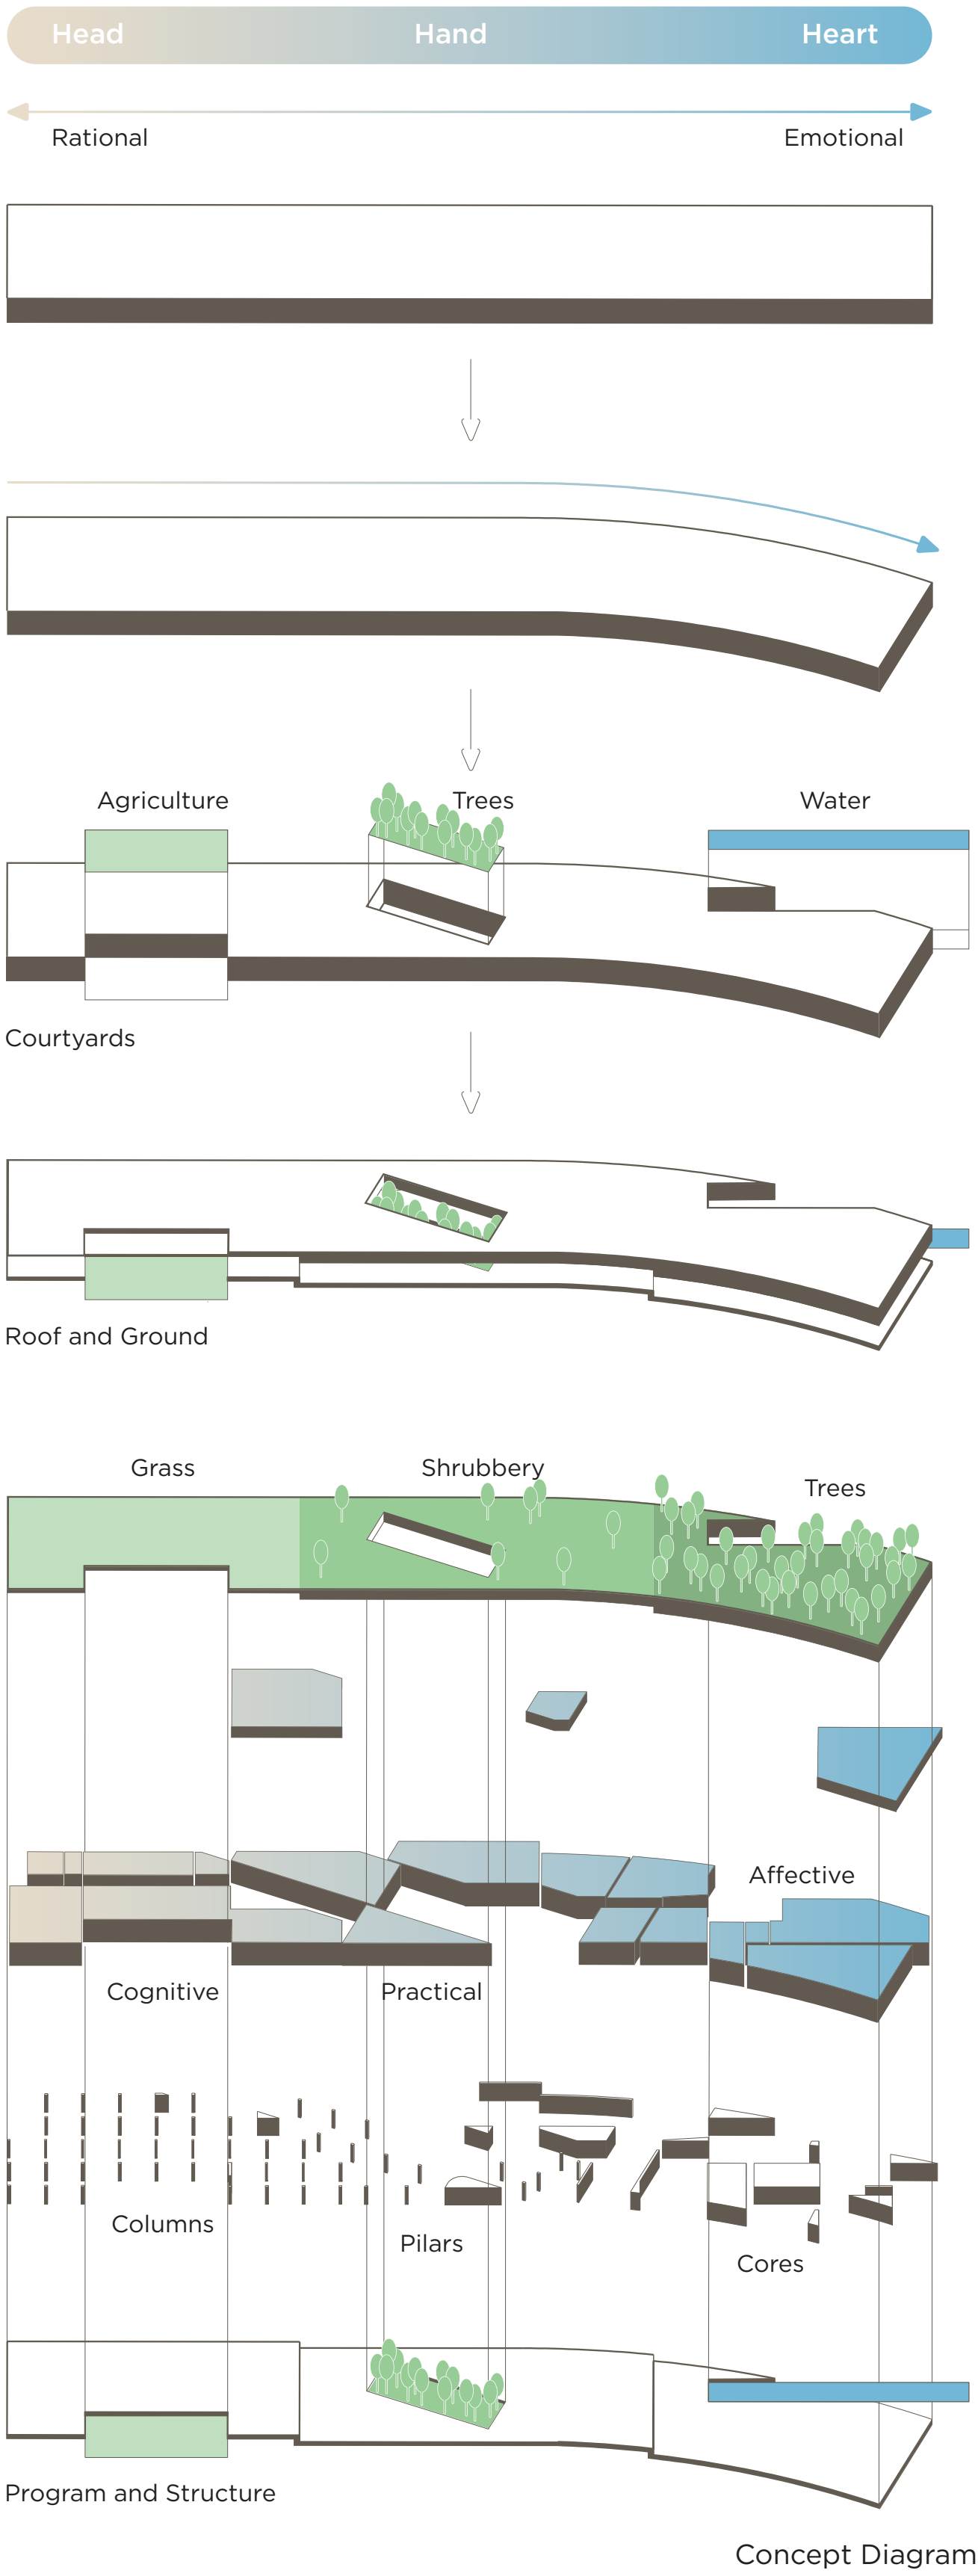 Head Hand Heart
Rational Emotional
Agriculture Trees Water
Courtyards
Roof and Ground
Grass Shrubbery Trees
Affective
Cognitive Practical
Columns
Pilars
Cores
Program and Structure
Concept Diagram